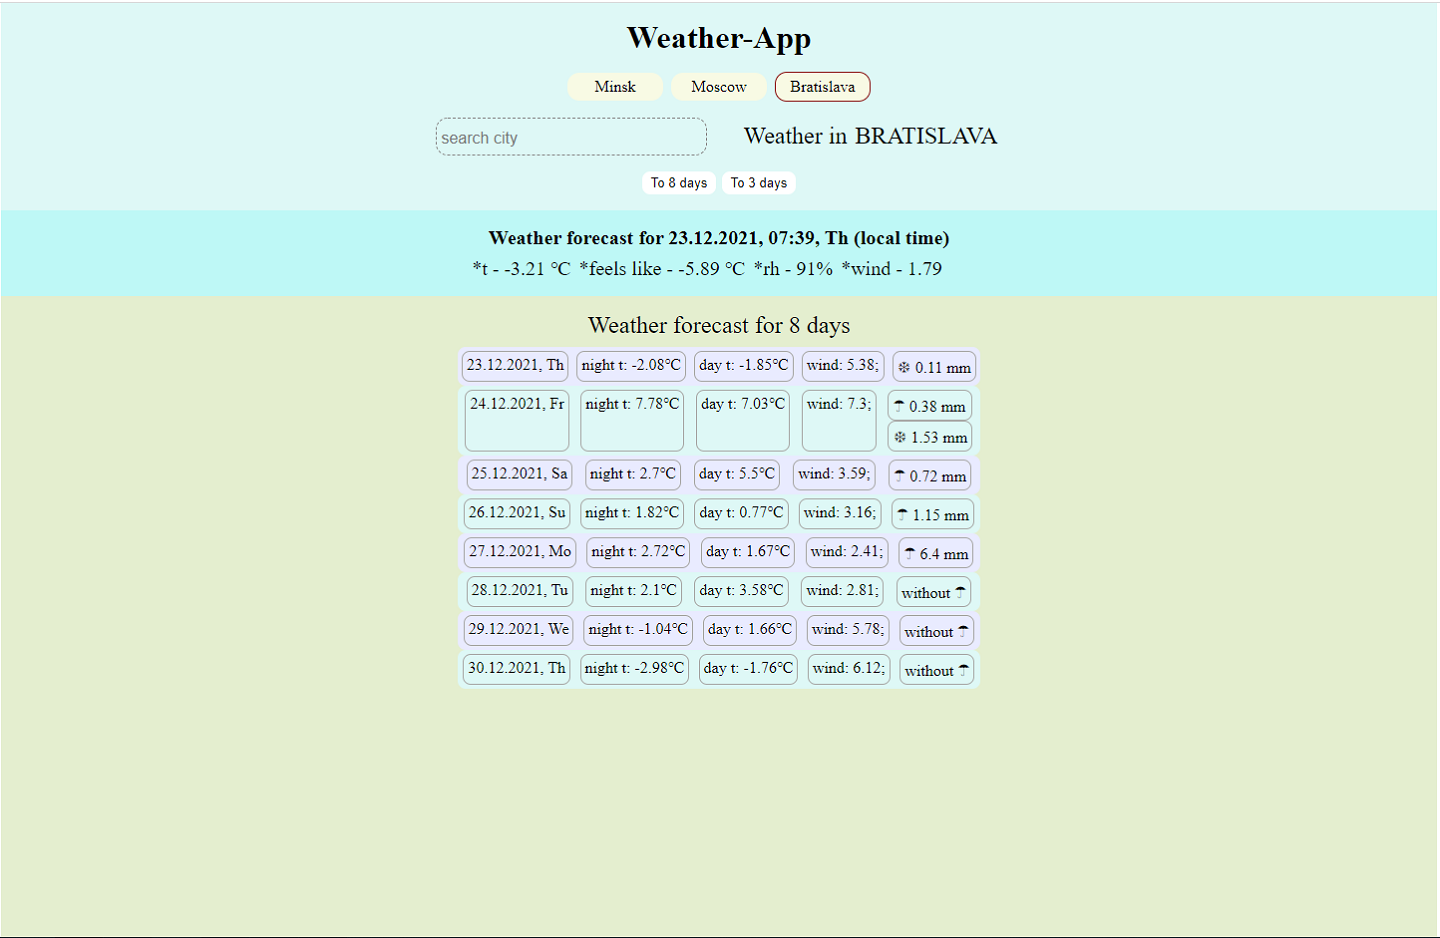 Weather-App
Minsk Moscow Bratislava
search city Weather in BRATISLAVA
To 8 days To 3 days
Weather forecast for 23.12.2021, 07:39, Th (local time)
*t - -3.21 °C *feels like - -5.89 °C *rh - 91% *wind - 1.79
Weather forecast for 8 days
23.12.2021, Th night t: -2.08°C day t: -1.85°C wind: 5.38; ❄ 0.11 mm
24.12.2021, Fr night t: 7.78°C day t: 7.03°C wind: 7.3; ☂ 0.38 mm
❄ 1.53 mm
25.12.2021, Sa night t: 2.7°C day t: 5.5°C wind: 3.59; ☂ 0.72 mm
26.12.2021, Su night t: 1.82°C day t: 0.77°C wind: 3.16; ☂ 1.15 mm
27.12.2021, Mo night t: 2.72°C day t: 1.67°C wind: 2.41; ☂ 6.4 mm
28.12.2021, Tu night t: 2.1°C day t: 3.58°C wind: 2.81; without ☂
29.12.2021, We night t: -1.04°C day t: 1.66°C wind: 5.78; without ☂
30.12.2021, Th night t: -2.98°C day t: -1.76°C wind: 6.12; without ☂